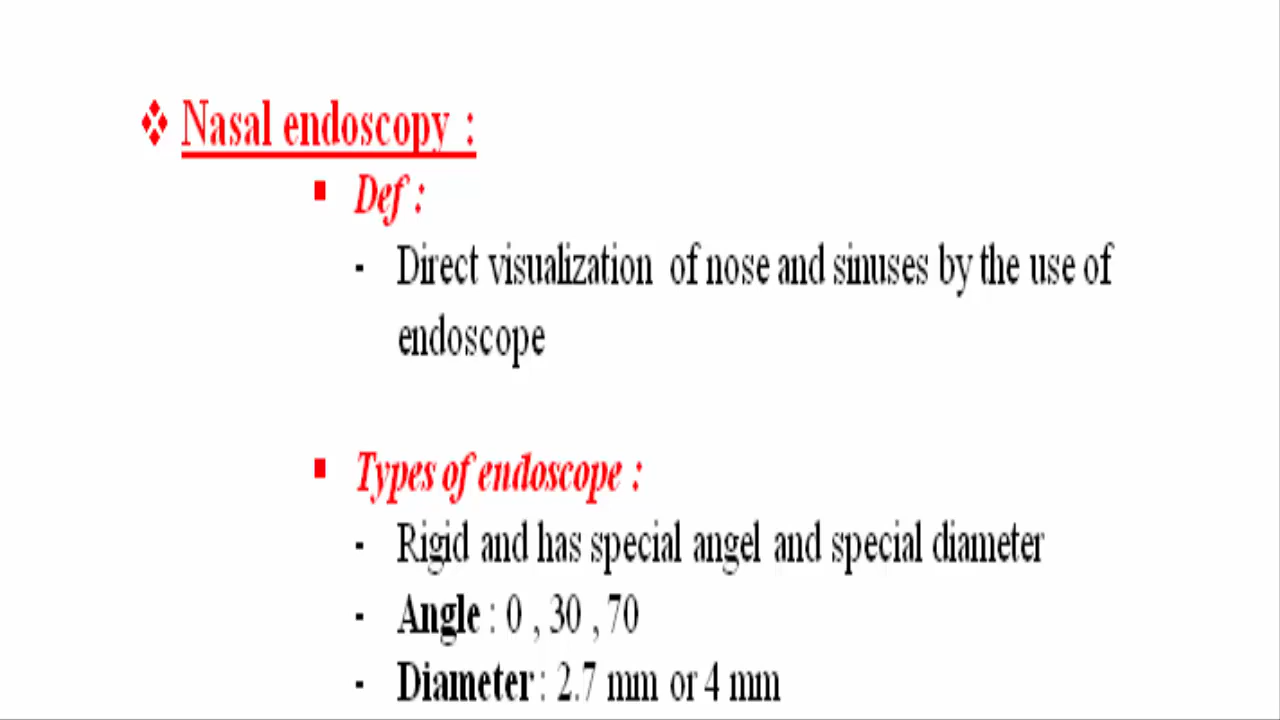 ❖ Nasal endoscopy :
▪ Def :
- Direct visualization of nose and sinuses by the use of
endoscope
▪ Types of endoscope :
- Rigid and has special angel and special diameter
- Angle : 0 , 30 , 70
- Diameter : 2.7 mm or 4 mm